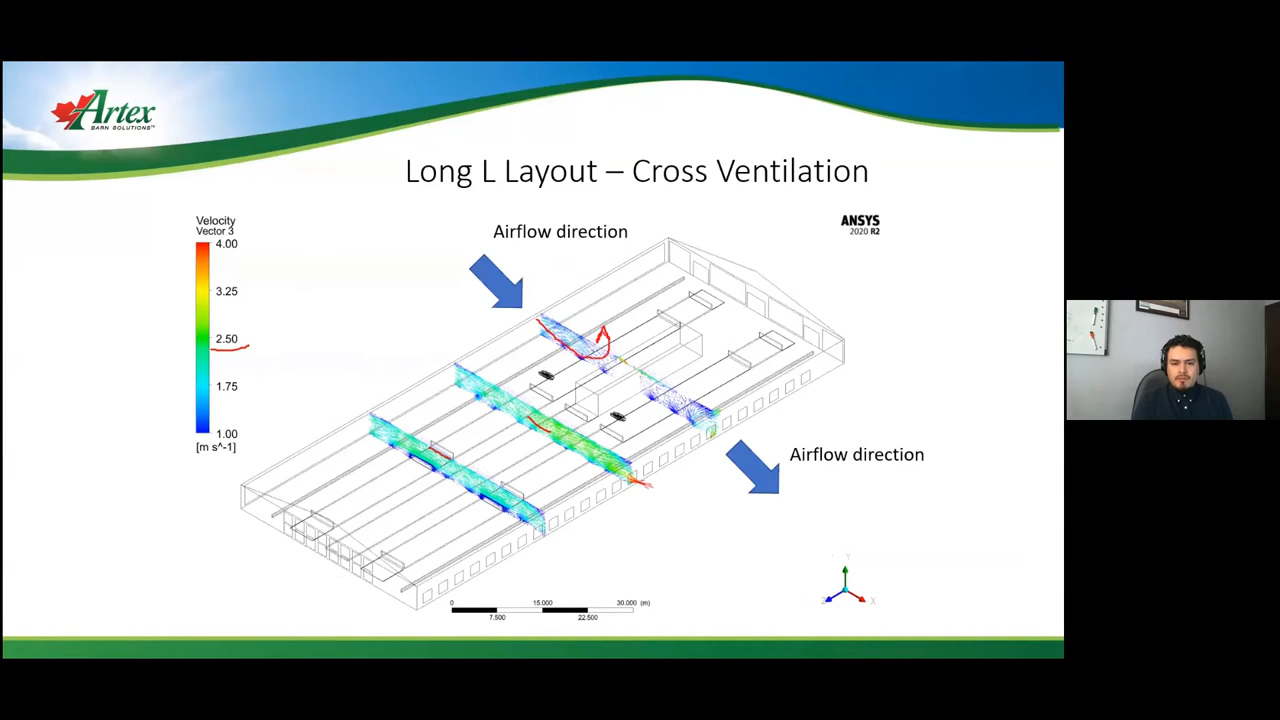 Artex
BARN SOLUTIONS™
Long L Layout – Cross Ventilation
Velocity
Vector 3
4.00
3.25
2.50
1.75
1.00
[m s^-1]
Airflow direction
ANSYS
2020 R2
Airflow direction
0
15.000
30.000
(m)
7.500
22.500
Y
Z
X